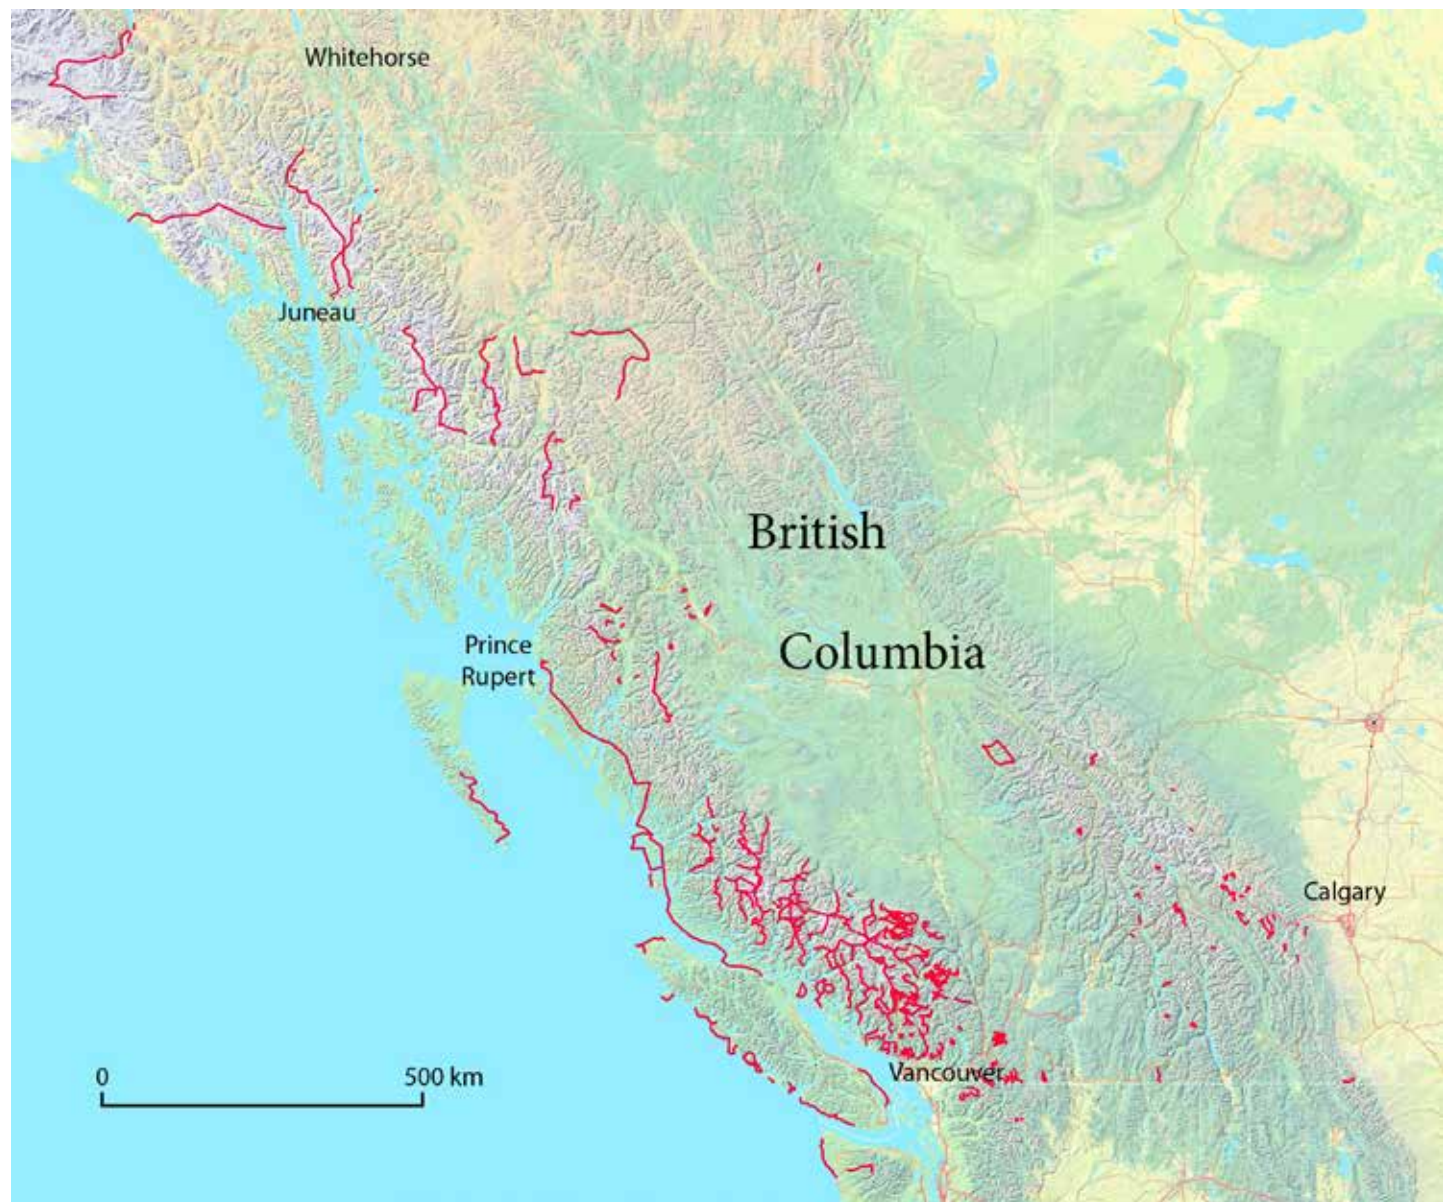 Whitehorse
Juneau
British
Prince
Rupert
Columbia
Calgary
0 500 km
Vancouver